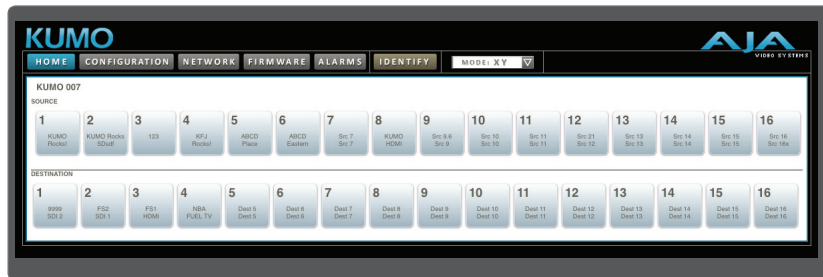 KUMO
AJA
VIDEO SYSTEMS
HOME CONFIGURATION NETWORK FIRMWARE ALARMS IDENTIFY MODE: XY
KUMO 007
SOURCE
1 2 3 4 5 6 7 8 9 10 11 12 13 14 15 16
KUMO KUMO Rocks 123 KFJ ABCD ABCD Src 7 KUMO Src 9.6 Src 10 Src 11 Src 21 Src 13 Src 14 Src 15 Src 16
Rocks! SDud! Rocks! Place Eastern Src 7 HDMI Src 9 Src 10 Src 11 Src 12 Src 13 Src 14 Src 15 Src 16x
DESTINATION
1 2 3 4 5 6 7 8 9 10 11 12 13 14 15 16
9999 FS2 FS1 NBA Dest 5 Dest 6 Dest 7 Dest 8 Dest 9 Dest 10 Dest 11 Dest 12 Dest 13 Dest 14 Dest 15 Dest 16
SDI 2 SDI 1 HDMI FUEL TV Dest 5 Dest 6 Dest 7 Dest 8 Dest 9 Dest 10 Dest 11 Dest 12 Dest 13 Dest 14 Dest 15 Dest 16